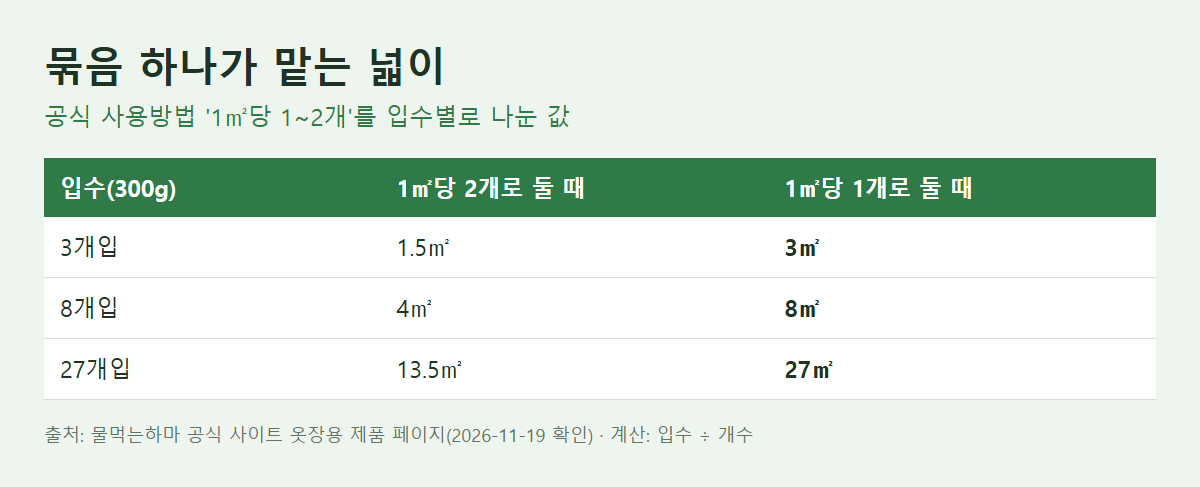 묶음 하나가 맡는 넓이
공식 사용방법 '1㎡당 1~2개'를 입수별로 나눈 값
입수(300g) 1㎡당 2개로 둘 때 1㎡당 1개로 둘 때
3개입 1.5㎡ 3㎡
8개입 4㎡ 8㎡
27개입 13.5㎡ 27㎡
출처: 물먹는하마 공식 사이트 옷장용 제품 페이지(2026-11-19 확인) · 계산: 입수 ÷ 개수